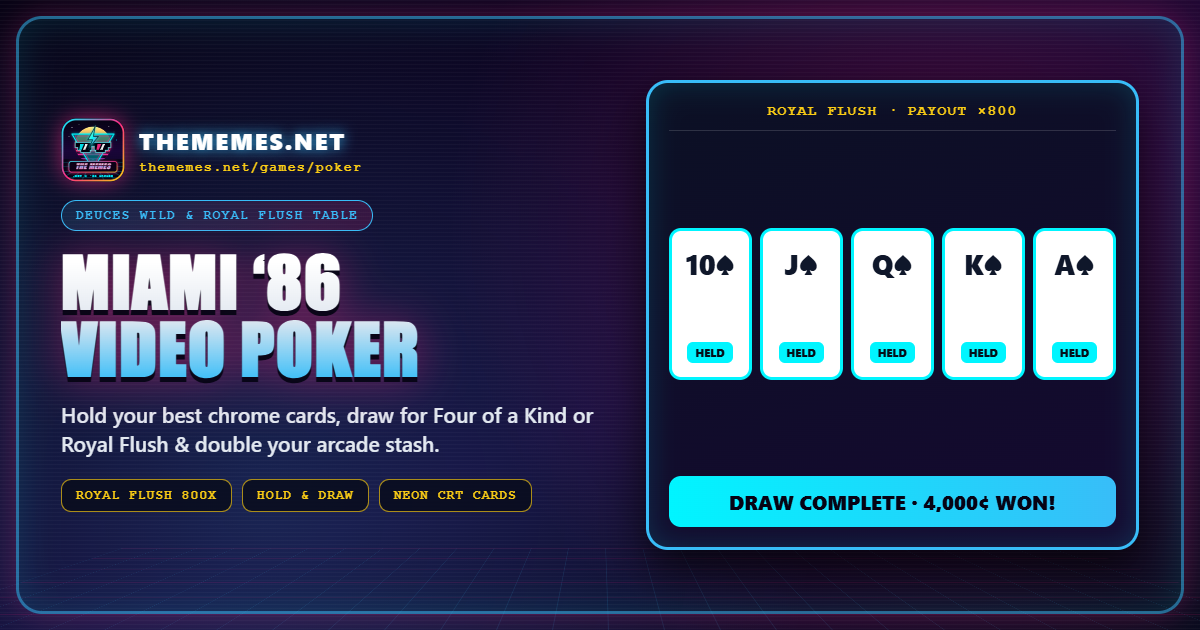 THEMEMES.NET
thememes.net/games/poker
DEUCES WILD & ROYAL FLUSH TABLE
MIAMI ‘86
VIDEO POKER
Hold your best chrome cards, draw for Four of a Kind or
Royal Flush & double your arcade stash.
ROYAL FLUSH 800X
HOLD & DRAW
NEON CRT CARDS
ROYAL FLUSH · PAYOUT ×800
10♠ J♠ Q♠ K♠ A♠
HELD HELD HELD HELD HELD
DRAW COMPLETE · 4,000¢ WON!